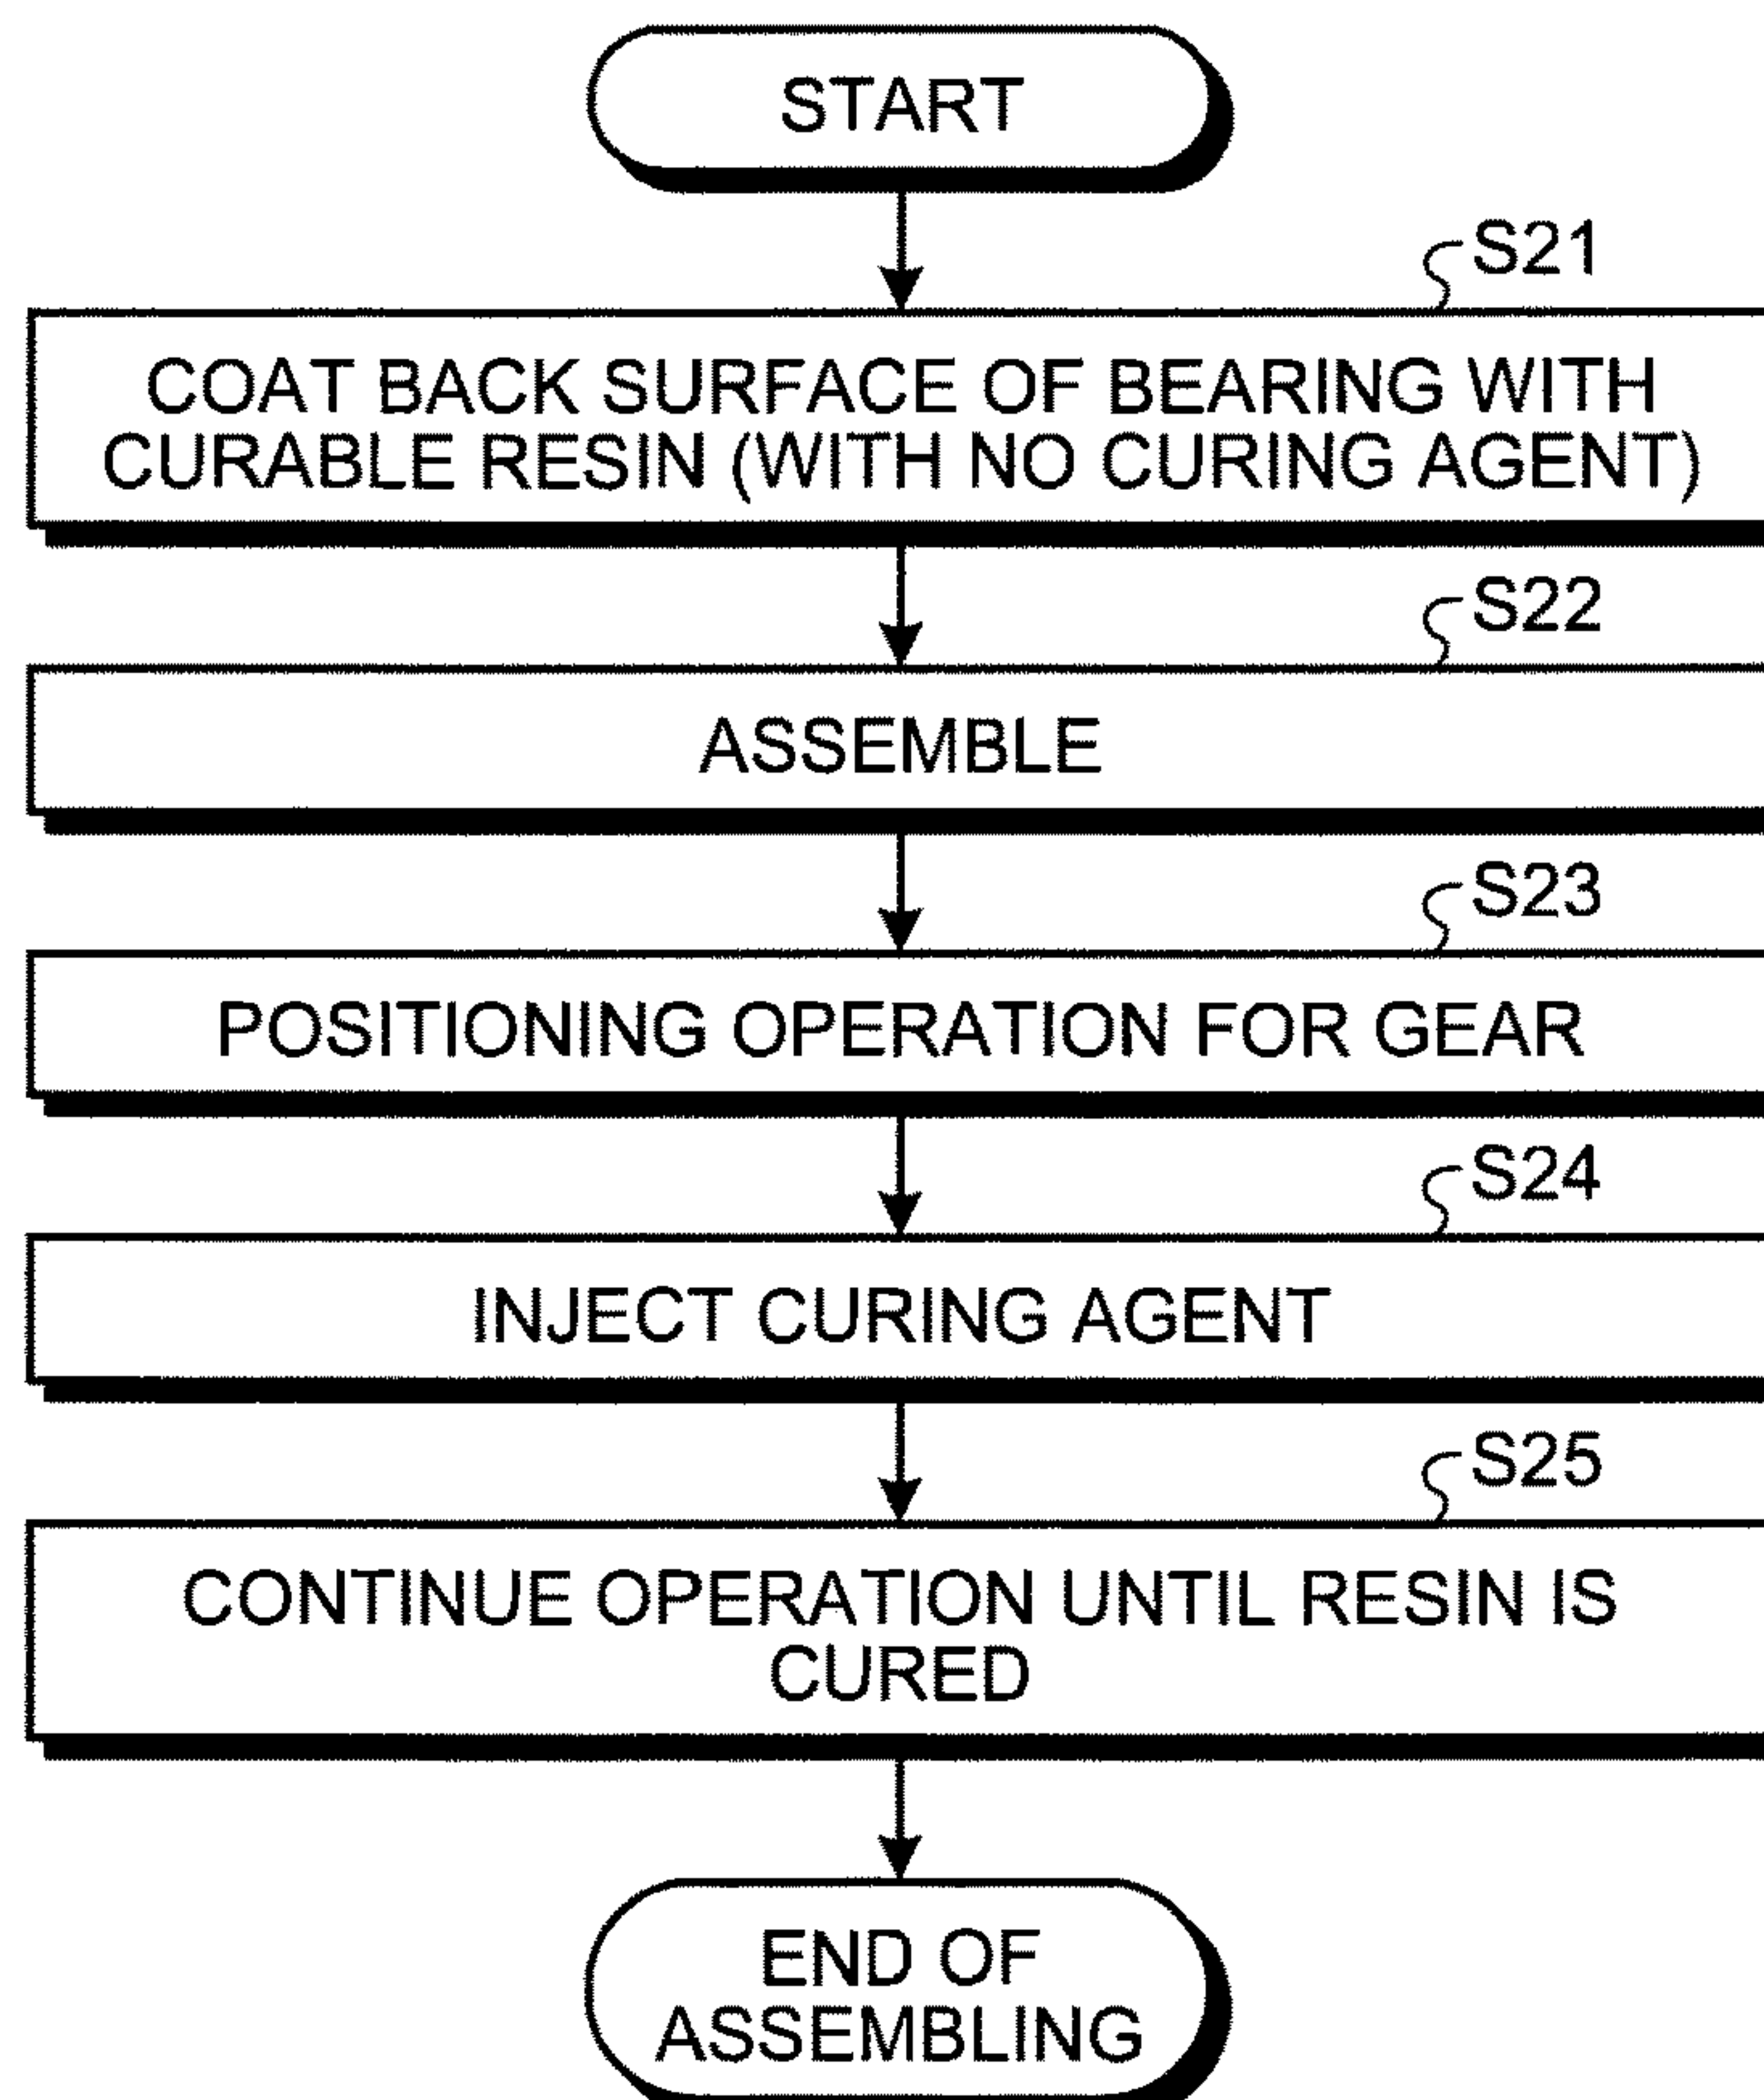 START
S21
COAT BACK SURFACE OF BEARING WITH
CURABLE RESIN (WITH NO CURING AGENT)
S22
ASSEMBLE
S23
POSITIONING OPERATION FOR GEAR
S24
INJECT CURING AGENT
S25
CONTINUE OPERATION UNTIL RESIN IS
CURED
END OF
ASSEMBLING